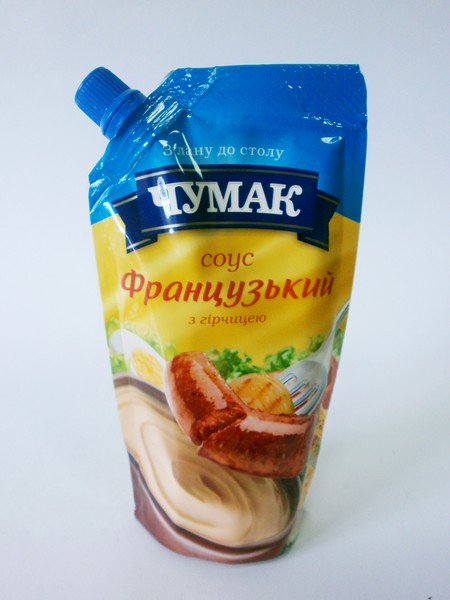 З лану до столу
ЧУМАК
соус
Французький
з гірчицею